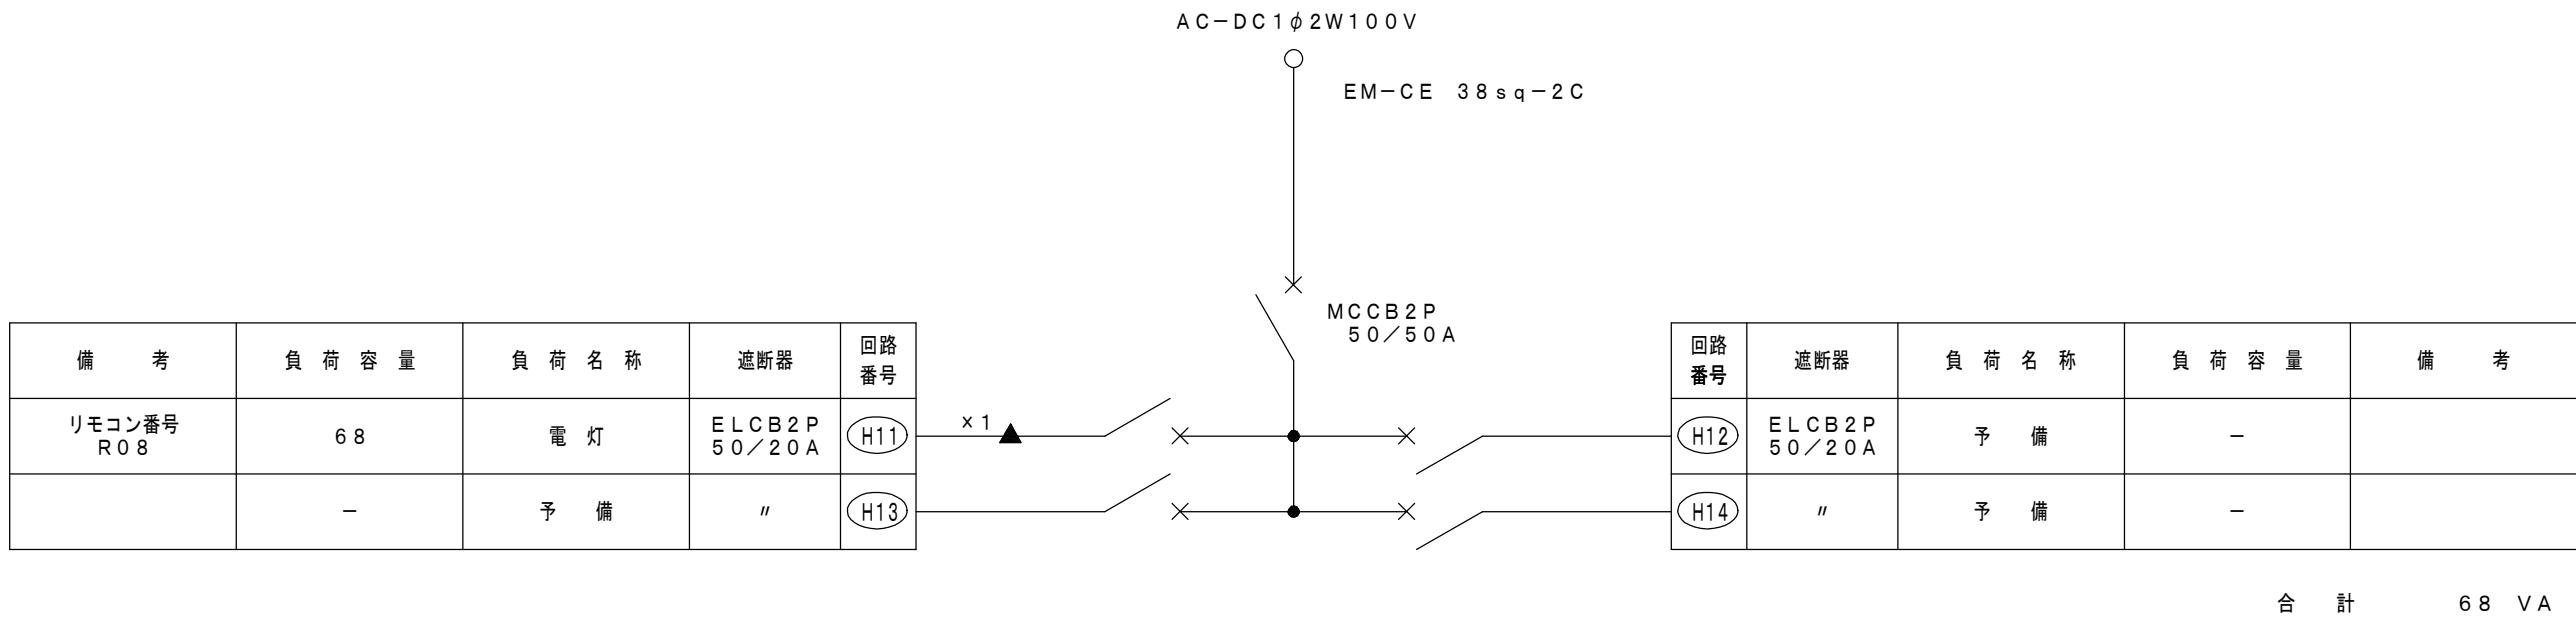 AC－DC1φ2W100V
EM－CE　38sq－2C
MCCB2P
50／50A
備　考
負荷容量
負荷名称
遮断器
回路
番号
リモコン番号
R08
68
電灯
ELCB2P
50／20A
H11
×1
－
予備
〃
H13
回路
番号
遮断器
負荷名称
負荷容量
備　考
H12
ELCB2P
50／20A
予備
－
H14
〃
予備
－
合　計　68　VA